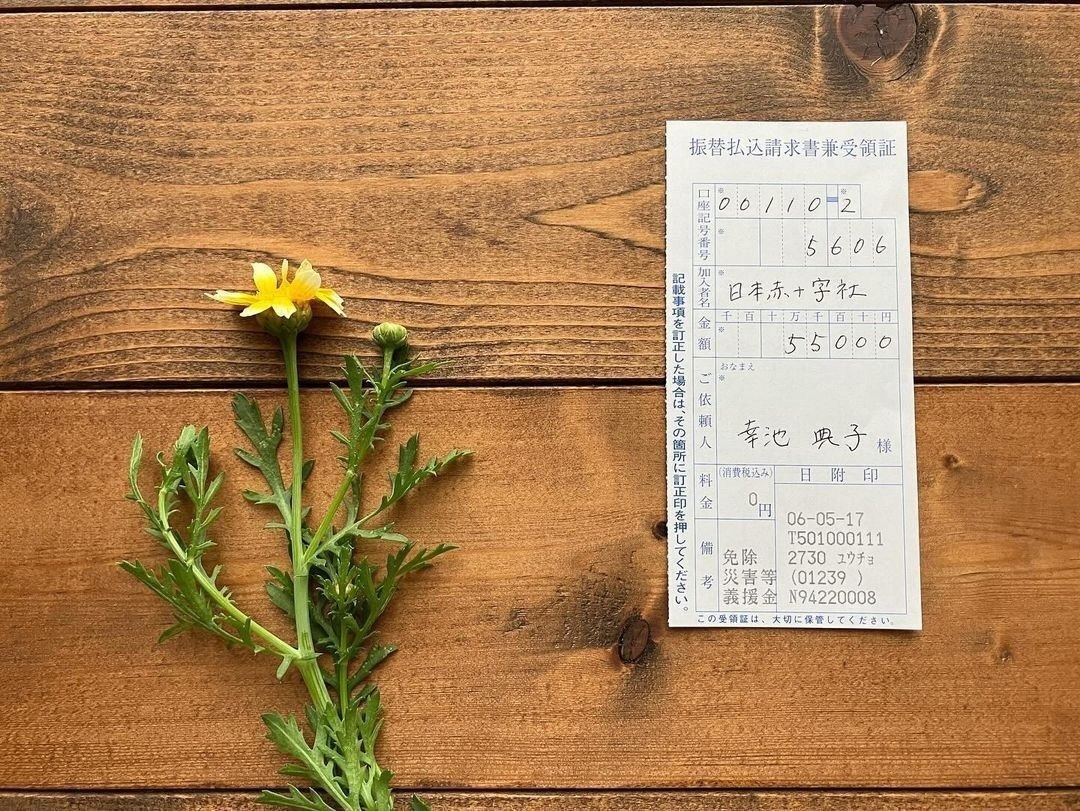 振替払込請求書兼受領証
口座記号番号
※ 00110-2 ※
※ 5606
加入者名
※ 日本赤十字社
金額
千百十万千百十円
※ 55000
ご依頼人
おなまえ
※
幸池 典子 様
料金
(消費税込み)
0円
日附印
06-05-17
T501000111
2730 ユウチョ
(01239 )
N94220008
備考
免除
災害等
義援金
記載事項を訂正した場合は、その箇所に訂正印を押してください。
この受領証は、大切に保管してください。